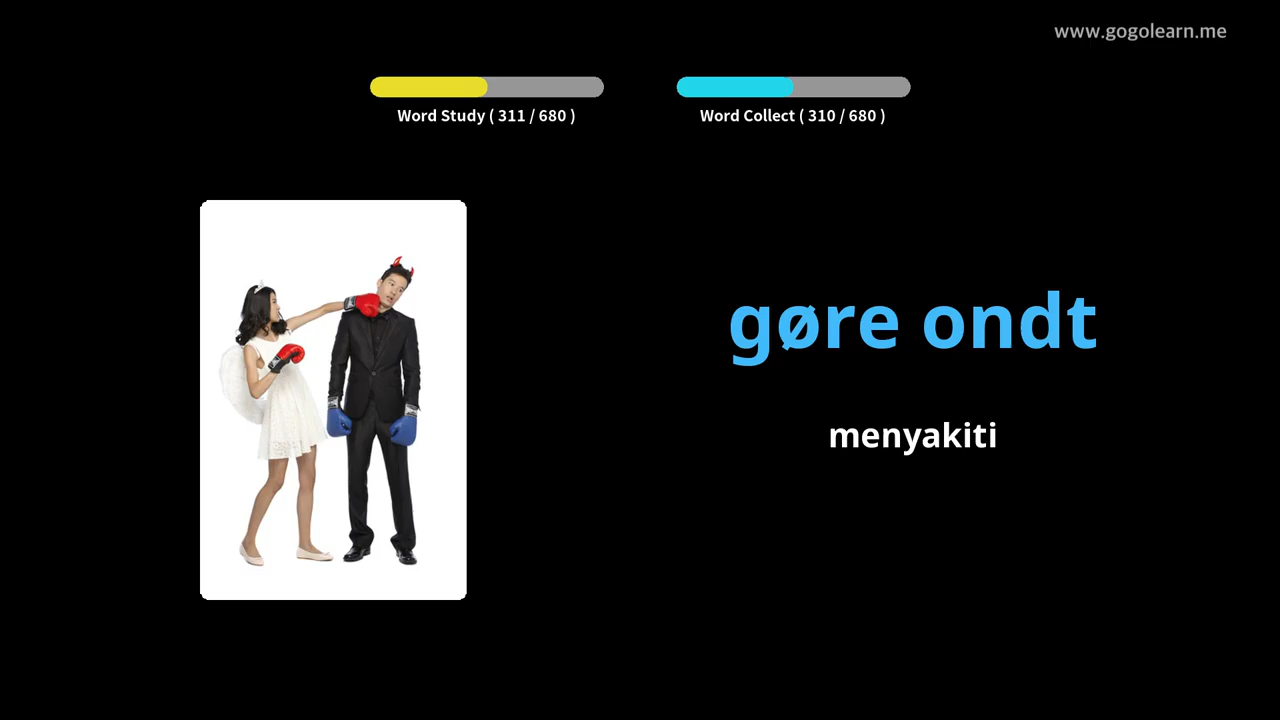 www.gogolearn.me
Word Study ( 311 / 680 )
Word Collect ( 310 / 680 )
gøre ondt
menyakiti